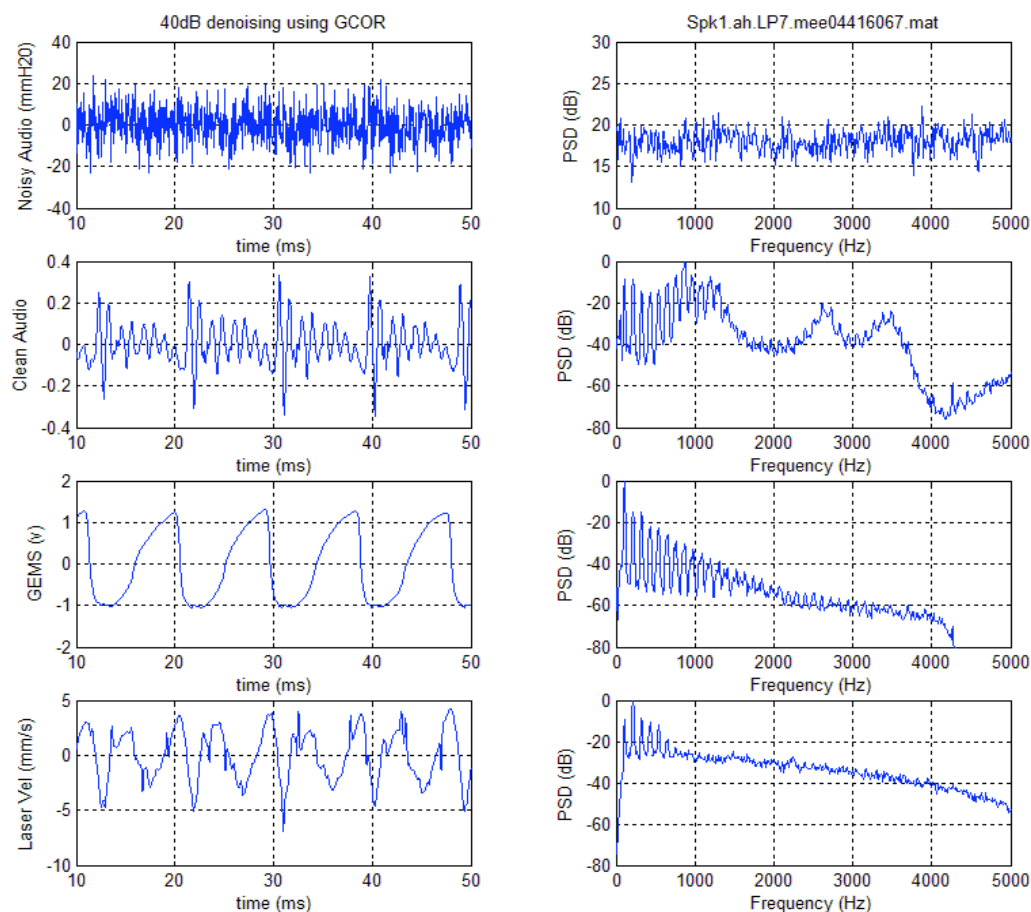 40dB denoising using GCOR
Noisy Audio (mmH20)
40
20
0
-20
-40
10 20 30 40 50
time (ms)
Spk1.ah.LP7.mee04416067.mat
PSD (dB)
30
25
20
15
10
0 1000 2000 3000 4000 5000
Frequency (Hz)
Clean Audio
0.4
0.2
0
-0.2
-0.4
10 20 30 40 50
time (ms)
PSD (dB)
0
-20
-40
-60
-80
0 1000 2000 3000 4000 5000
Frequency (Hz)
GEMS (v)
2
1
0
-1
-2
10 20 30 40 50
time (ms)
PSD (dB)
0
-20
-40
-60
-80
0 1000 2000 3000 4000 5000
Frequency (Hz)
Laser Vel (mm/s)
5
0
-5
-10
10 20 30 40 50
time (ms)
PSD (dB)
0
-20
-40
-60
-80
0 1000 2000 3000 4000 5000
Frequency (Hz)